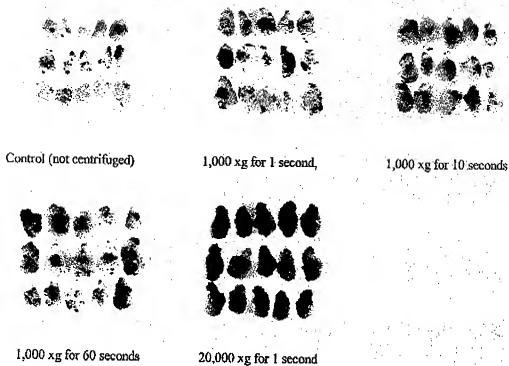 Control (not centrifuged)
1,000 xg for 1 second,
1,000 xg for 10 seconds
1,000 xg for 60 seconds
20,000 xg for 1 second